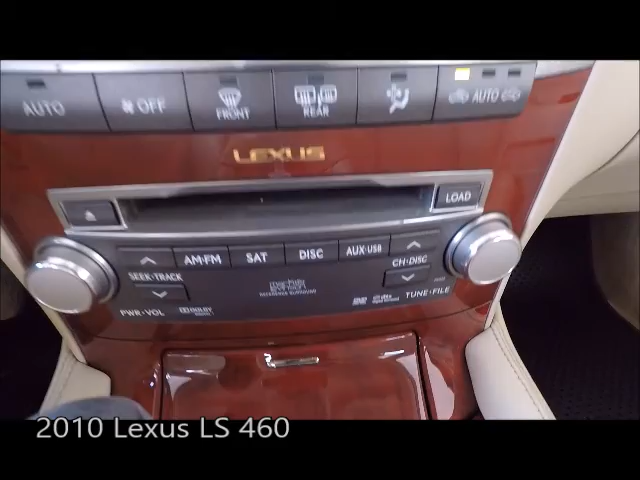 AUTO
OFF
FRONT
REAR
AUTO
LEXUS
LOAD
AM·FM
SAT
DISC
AUX·USB
SEEK·TRACK
CH·DISC
PWR·VOL
DOLBY
TUNE·FILE
2010 Lexus LS 460